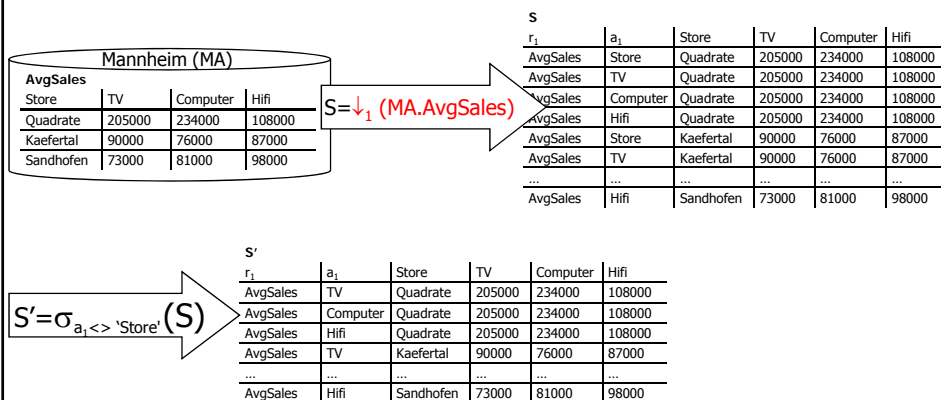 Mannheim (MA)
AvgSales
Store TV Computer Hifi
Quadrate 205000 234000 108000
Kaefertal 90000 76000 87000
Sandhofen 73000 81000 98000
S=↓₁ (MA.AvgSales)
S
r₁ a₁ Store TV Computer Hifi
AvgSales Store Quadrate 205000 234000 108000
AvgSales TV Quadrate 205000 234000 108000
AvgSales Computer Quadrate 205000 234000 108000
AvgSales Hifi Quadrate 205000 234000 108000
AvgSales Store Kaefertal 90000 76000 87000
AvgSales TV Kaefertal 90000 76000 87000
... ... ... ... ... ...
AvgSales Hifi Sandhofen 73000 81000 98000
S′=σ a₁<> ‘Store' (S)
S′
r₁ a₁ Store TV Computer Hifi
AvgSales TV Quadrate 205000 234000 108000
AvgSales Computer Quadrate 205000 234000 108000
AvgSales Hifi Quadrate 205000 234000 108000
AvgSales TV Kaefertal 90000 76000 87000
... ... ... ... ... ...
AvgSales Hifi Sandhofen 73000 81000 98000